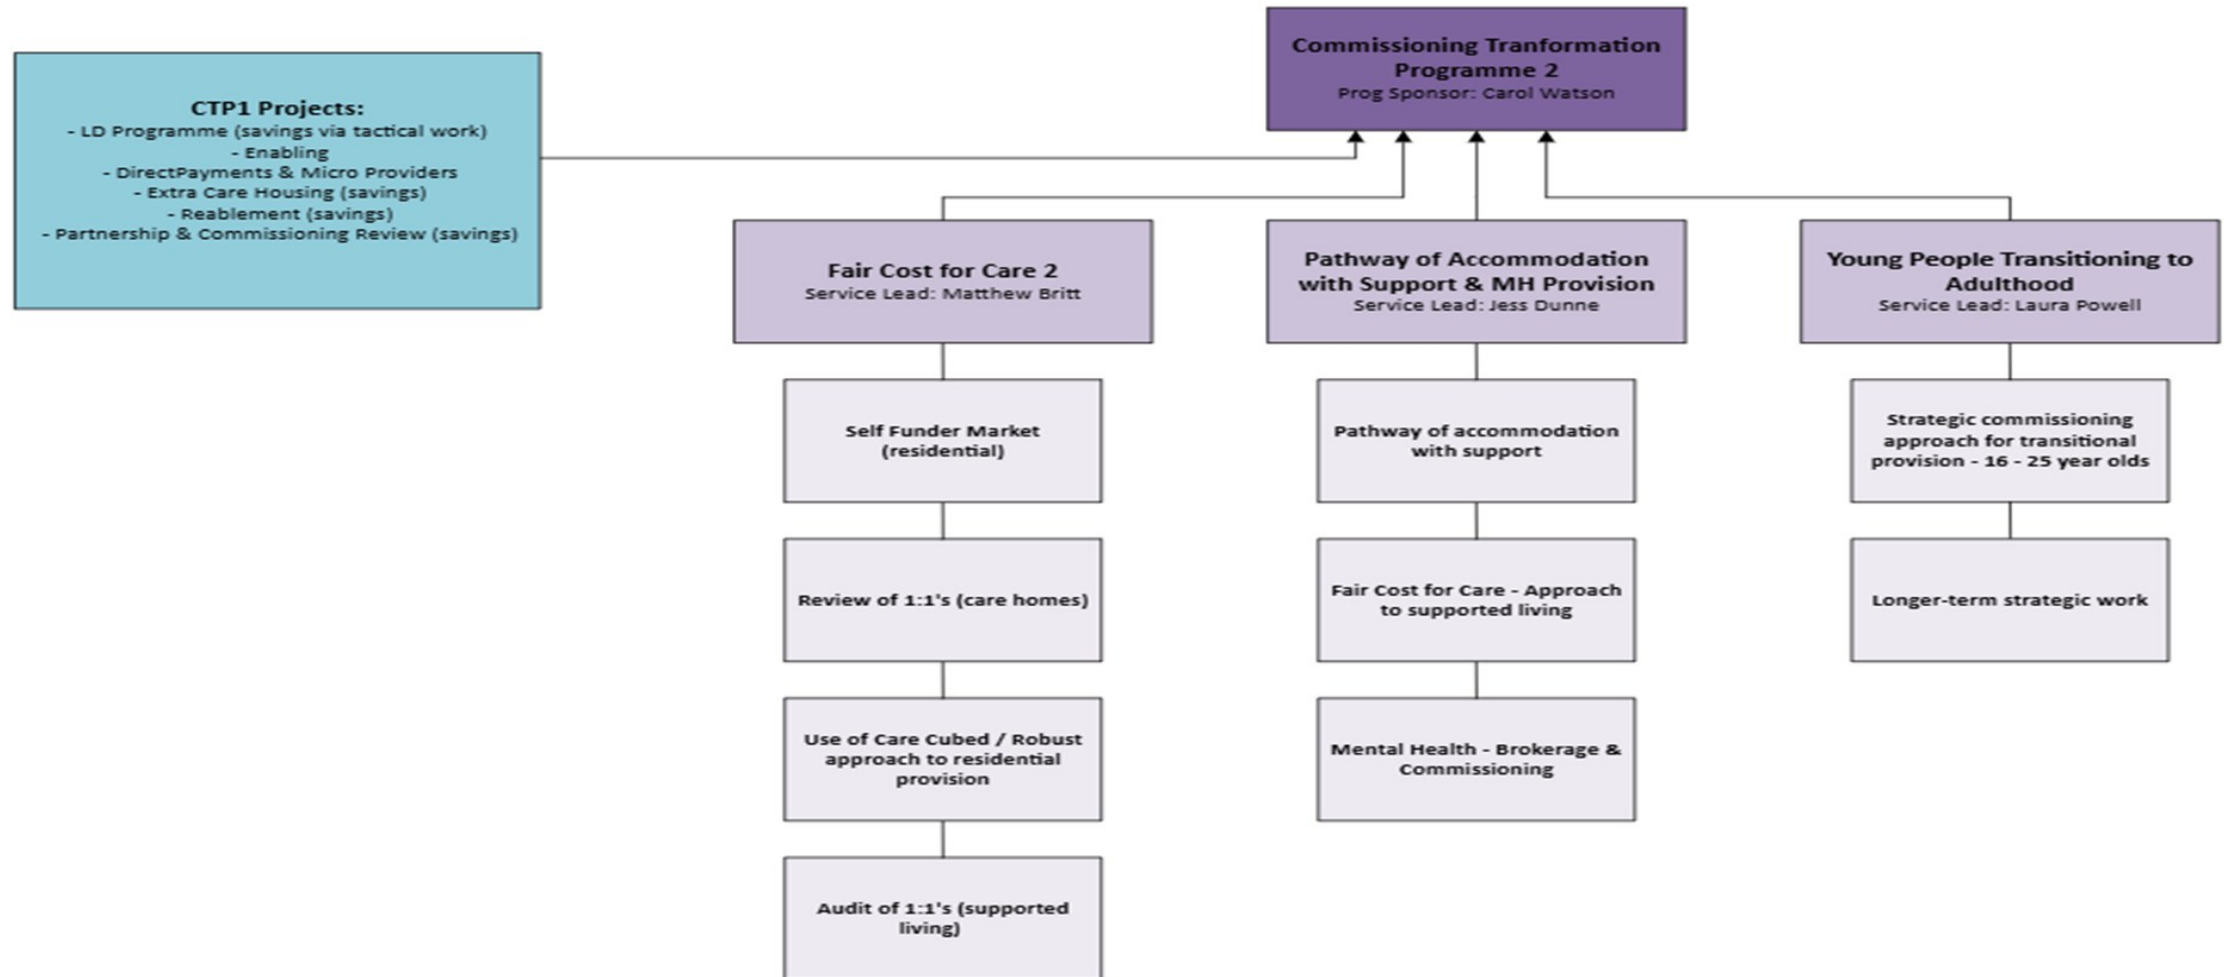 Commissioning Tranformation
Programme 2
Prog Sponsor: Carol Watson
CTP1 Projects:
- LD Programme (savings via tactical work)
- Enabling
- DirectPayments & Micro Providers
- Extra Care Housing (savings)
- Reablement (savings)
- Partnership & Commissioning Review (savings)
Fair Cost for Care 2
Service Lead: Matthew Britt
Self Funder Market
(residential)
Review of 1:1's (care homes)
Use of Care Cubed / Robust
approach to residential
provision
Audit of 1:1's (supported
living)
Pathway of Accommodation
with Support & MH Provision
Service Lead: Jess Dunne
Pathway of accommodation
with support
Fair Cost for Care - Approach
to supported living
Mental Health - Brokerage &
Commissioning
Young People Transitioning to
Adulthood
Service Lead: Laura Powell
Strategic commissioning
approach for transitional
provision - 16 - 25 year olds
Longer-term strategic work